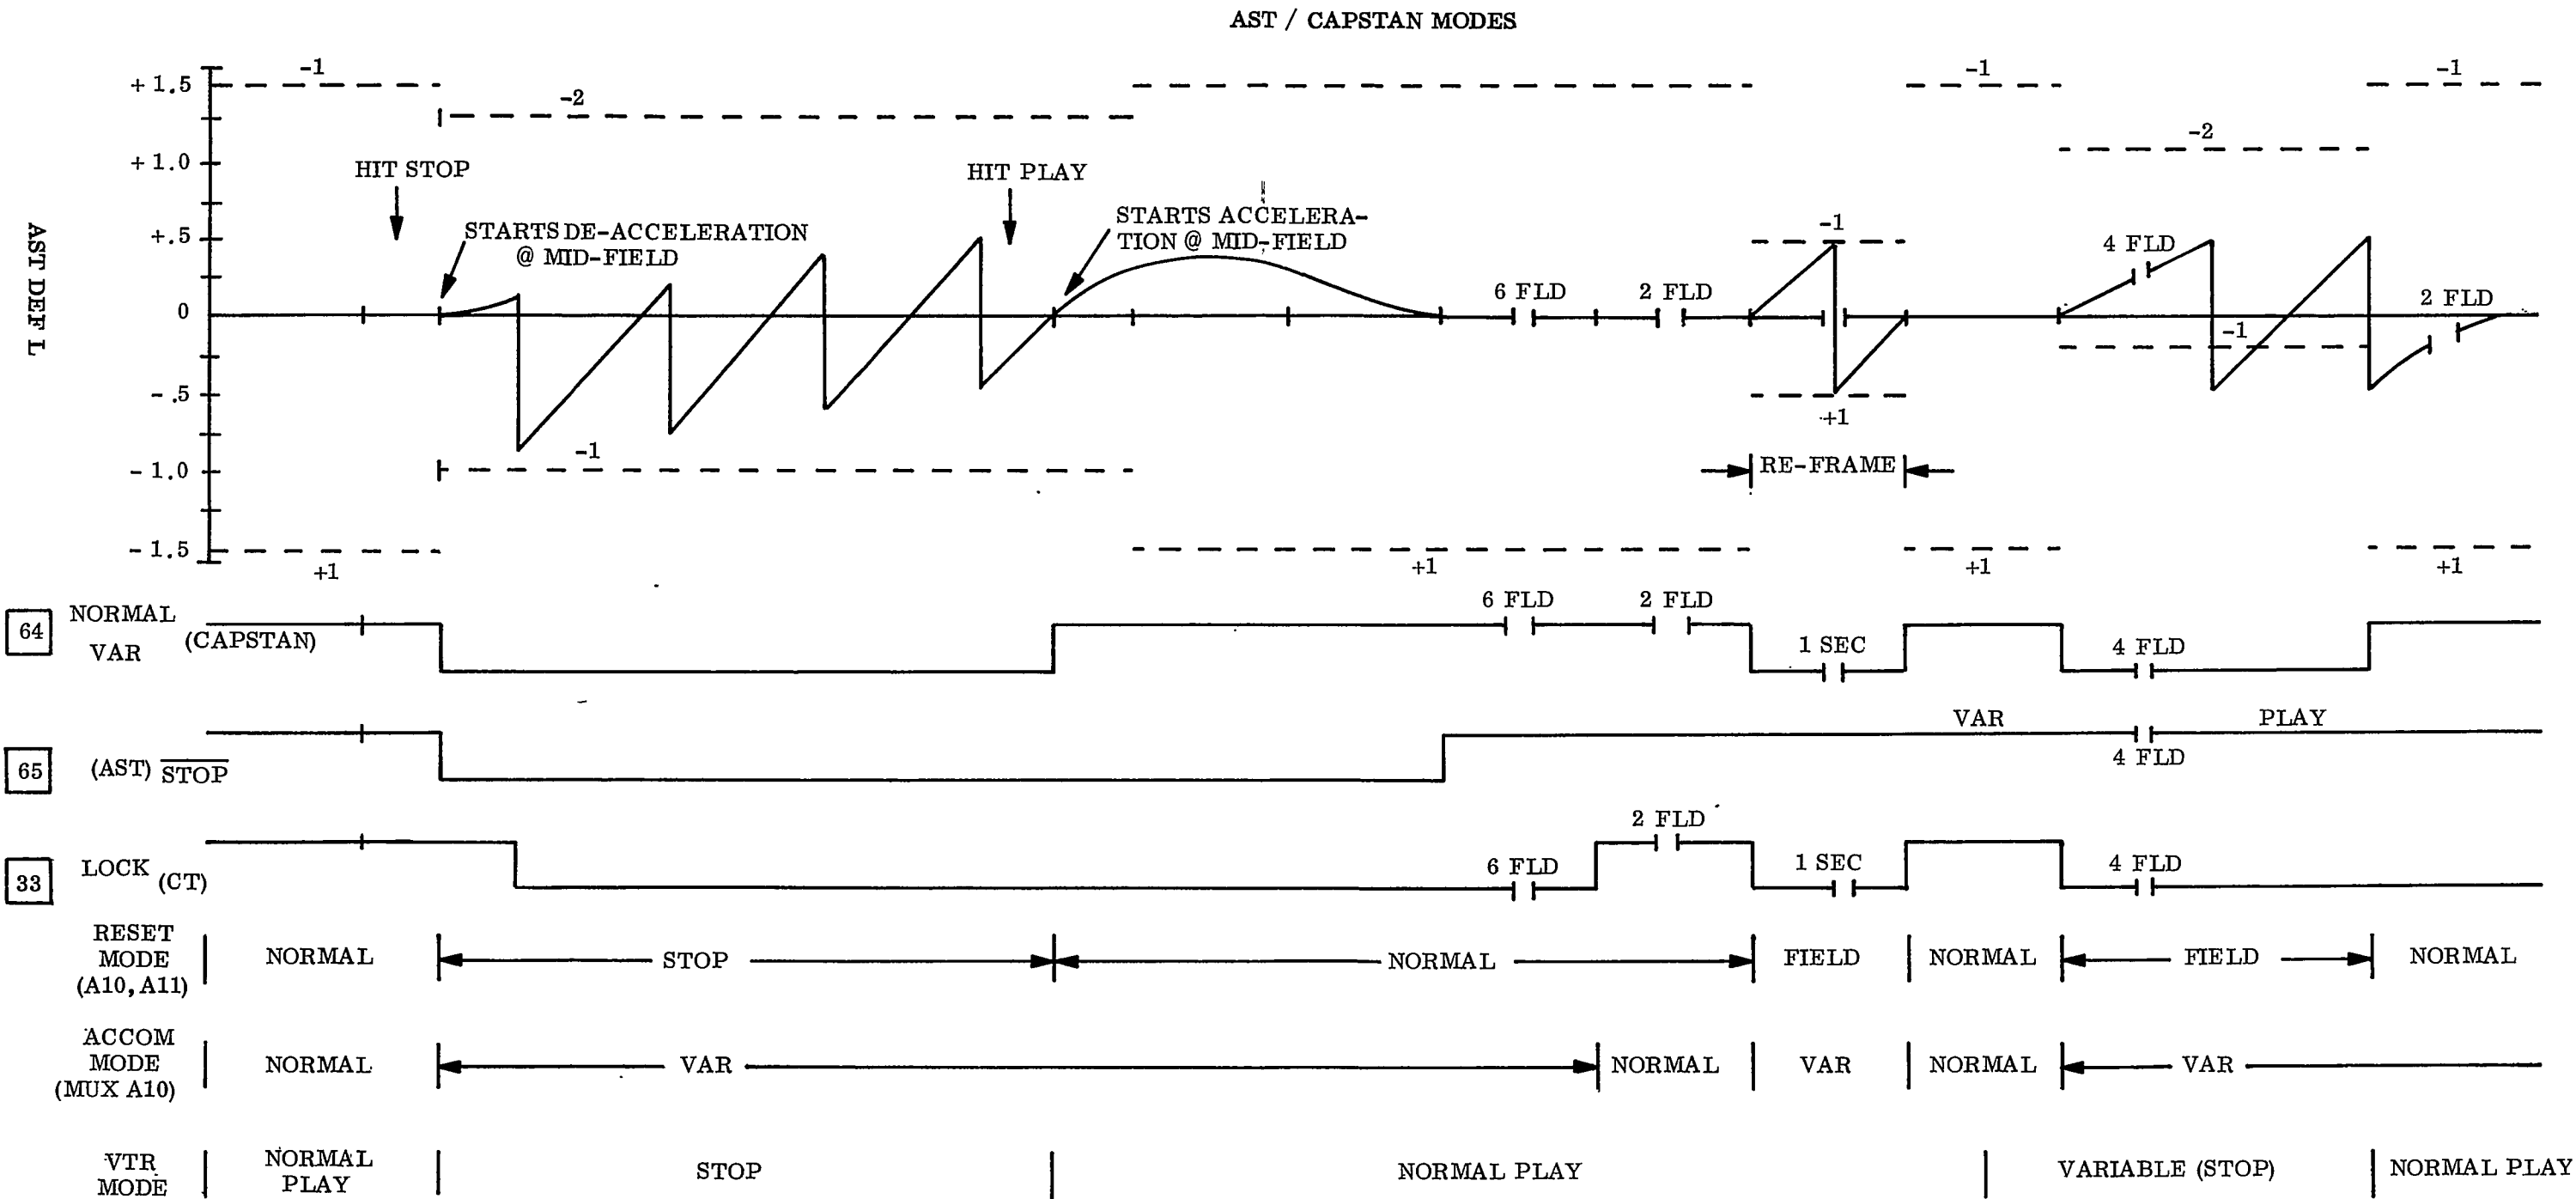 AST / CAPSTAN MODES
-1
-1
-1
+ 1.5
-2
-2
+ 1.0
HIT STOP
HIT PLAY
STARTS ACCELERA-
TION @ MID-FIELD
STARTS DE-ACCELERATION
@ MID-FIELD
+.5
-1
4 FLD
AST DEFL
0
6 FLD
2 FLD
2 FLD
-1
- .5
+1
-1
- 1.0
RE-FRAME
- 1.5
+1
+1
+1
+1
64
NORMAL
VAR
(CAPSTAN)
6 FLD
2 FLD
1 SEC
4 FLD
65
(AST) STOP
VAR
PLAY
4 FLD
33
LOCK (CT)
2 FLD
6 FLD
1 SEC
4 FLD
RESET
MODE
(A10, A11)
NORMAL
STOP
NORMAL
FIELD
NORMAL
FIELD
NORMAL
ACCOM
MODE
(MUX A10)
NORMAL
VAR
NORMAL
VAR
NORMAL
VAR
VTR
MODE
NORMAL
PLAY
STOP
NORMAL PLAY
VARIABLE (STOP)
NORMAL PLAY